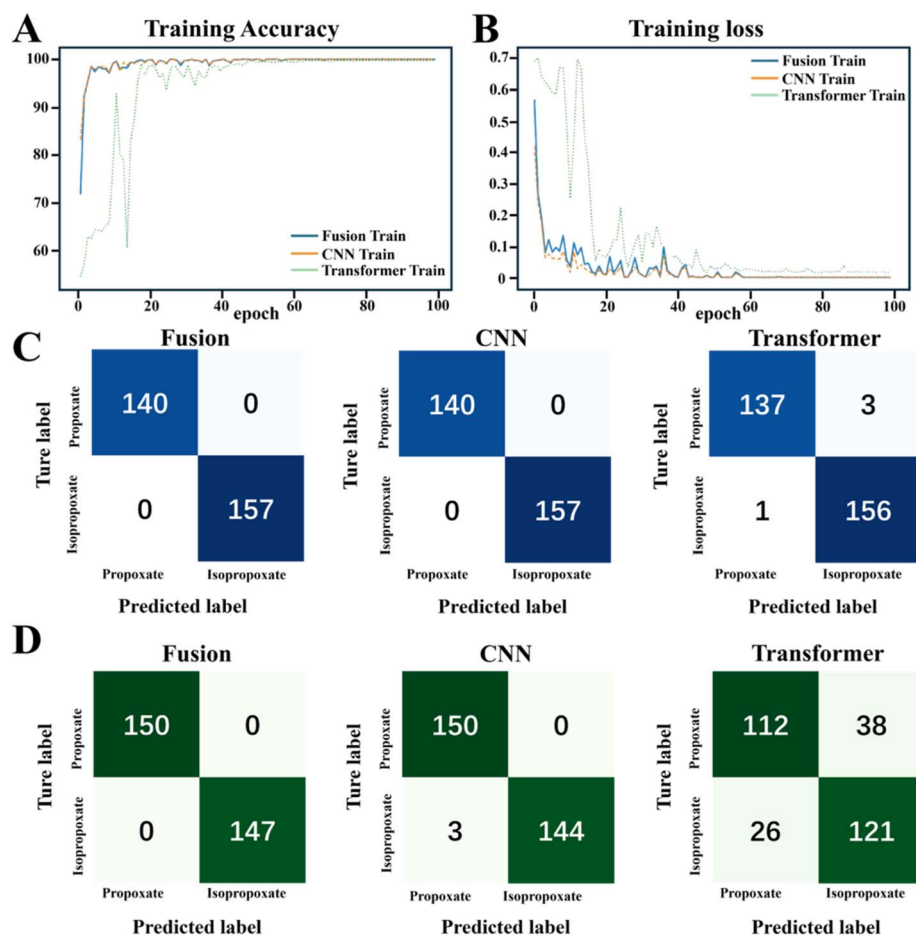 A
Training Accuracy
100
90
80
70
60
Fusion Train
CNN Train
Transformer Train
0 20 40 60 80 100
epoch
B
Training loss
0.7
0.6
0.5
0.4
0.3
0.2
0.1
0
Fusion Train
CNN Train
Transformer Train
0 20 40 60 80 100
epoch
C
Fusion
Ture label
Propoxate
Isopropoxate
140 0
0 157
Propoxate Isopropoxate
Predicted label
CNN
Ture label
Propoxate
Isopropoxate
140 0
0 157
Propoxate Isopropoxate
Predicted label
Transformer
Ture label
Propoxate
Isopropoxate
137 3
1 156
Propoxate Isopropoxate
Predicted label
D
Fusion
Ture label
Propoxate
Isopropoxate
150 0
0 147
Propoxate Isopropoxate
Predicted label
CNN
Ture label
Propoxate
Isopropoxate
150 0
3 144
Propoxate Isopropoxate
Predicted label
Transformer
Ture label
Propoxate
Isopropoxate
112 38
26 121
Propoxate Isopropoxate
Predicted label